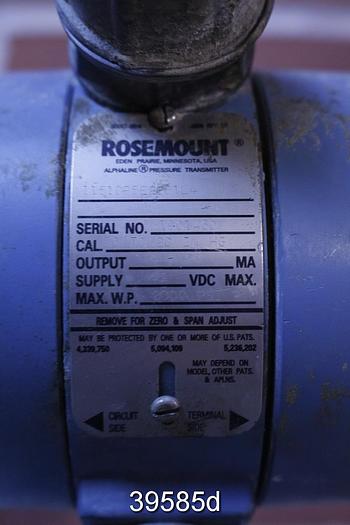 ROSEMOUNT ®
EDEN PRAIRIE, MINNESOTA, USA
ALPHALINE ® PRESSURE TRANSMITTER
SERIAL NO.
CAL.
OUTPUT MA
SUPPLY VDC MAX.
MAX. W.P.
REMOVE FOR ZERO & SPAN ADJUST
MAY BE PROTECTED BY ONE OR MORE OF U.S. PATS.
4,339,750 5,094,109 5,236,202
MAY DEPEND ON
MODEL, OTHER PATS.
& APLNS.
CIRCUIT TERMINAL
SIDE SIDE
39585d